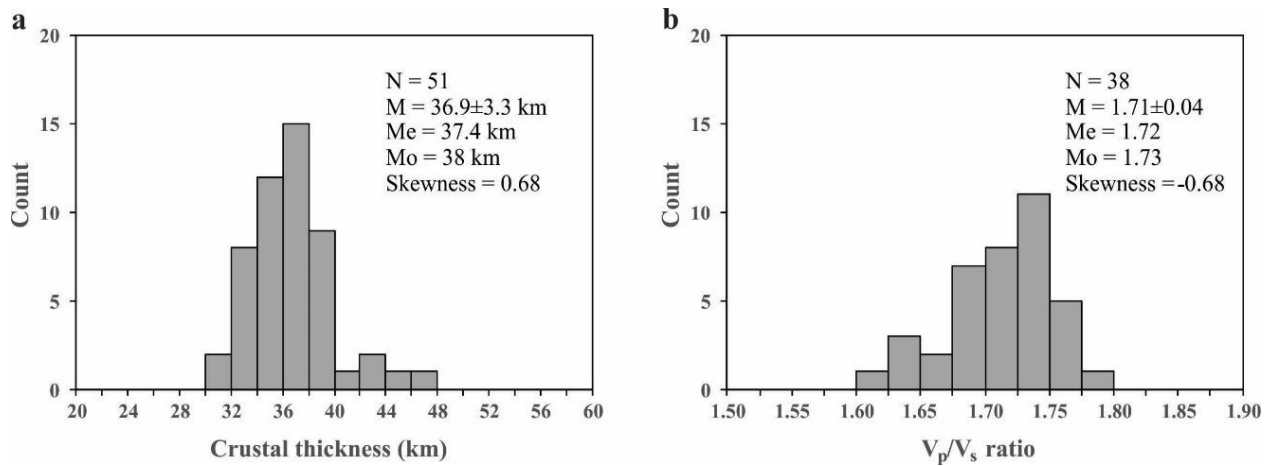 a
20
15
10
5
0
Count
N = 51
M = 36.9±3.3 km
Me = 37.4 km
Mo = 38 km
Skewness = 0.68
20 24 28 32 36 40 44 48 52 56 60
Crustal thickness (km)
b
20
15
10
5
0
Count
N = 38
M = 1.71±0.04
Me = 1.72
Mo = 1.73
Skewness =-0.68
1.50 1.55 1.60 1.65 1.70 1.75 1.80 1.85 1.90
Vp/Vs ratio